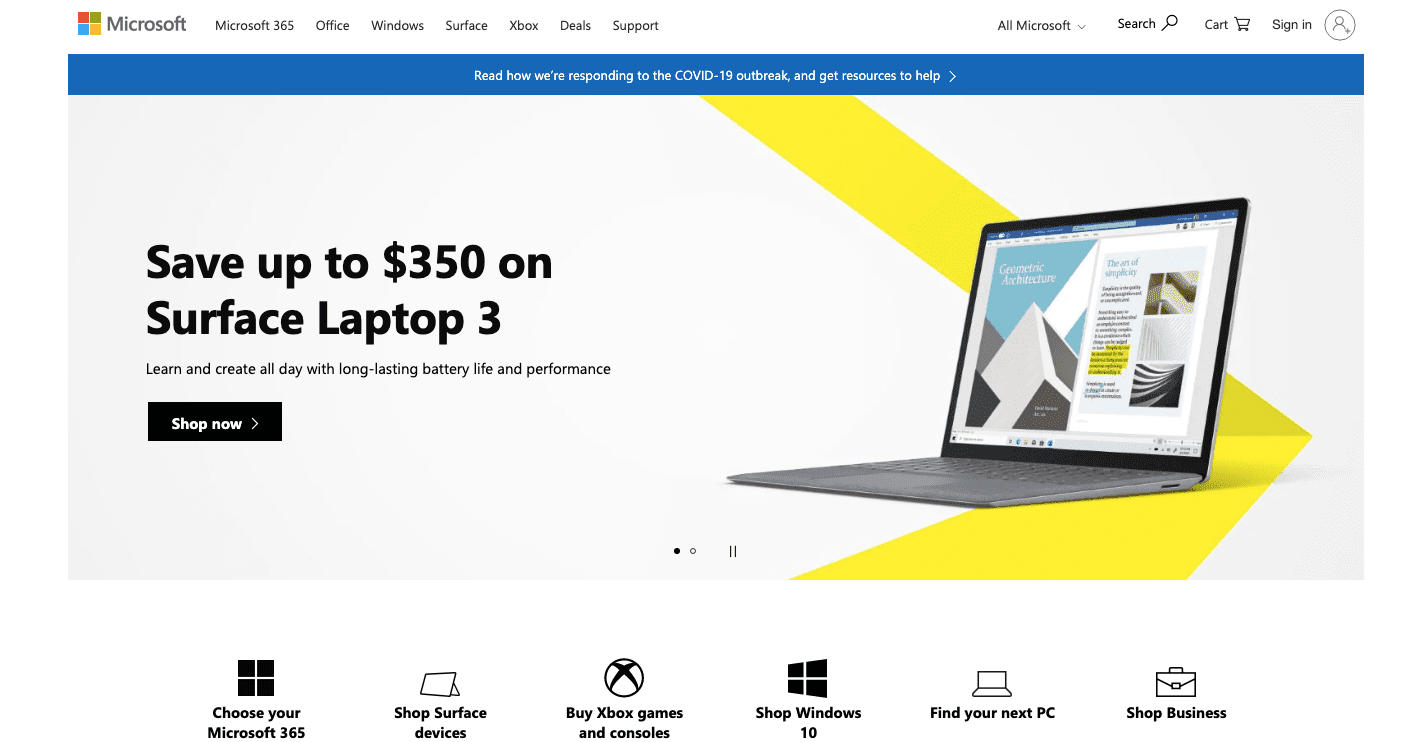 Microsoft
Microsoft 365 Office Windows Surface Xbox Deals Support
All Microsoft Search Cart Sign in
Read how we're responding to the COVID-19 outbreak, and get resources to help
Save up to $350 on
Surface Laptop 3
Learn and create all day with long-lasting battery life and performance
Shop now
Geometric
Architecture
The art of
simplicity
Choose your
Microsoft 365
Shop Surface
devices
Buy Xbox games
and consoles
Shop Windows
10
Find your next PC
Shop Business